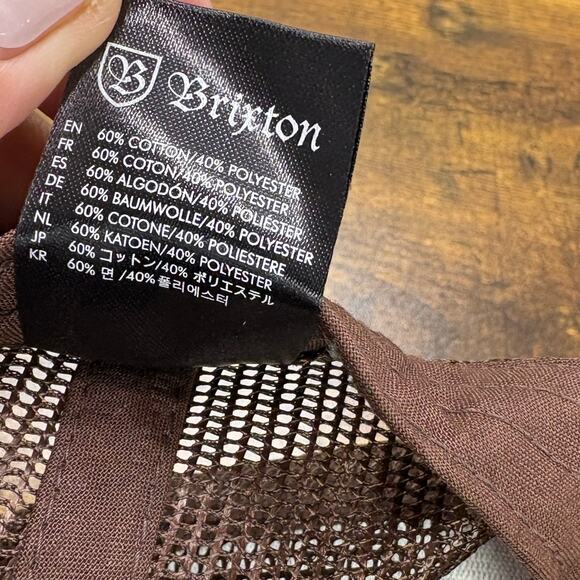 B Brixton
EN 60% COTTON/40% POLYESTER
FR 60% COTON/40% POLYESTER
ES 60% ALGODÓN/40% POLIÉSTER
DE 60% BAUMWOLLE/40% POLYESTER
IT 60% COTONE/40% POLIESTERE
NL 60% KATOEN/40% POLYESTER
JP 60% コットン/40% ポリエステル
KR 60% 면 /40%폴리에스터